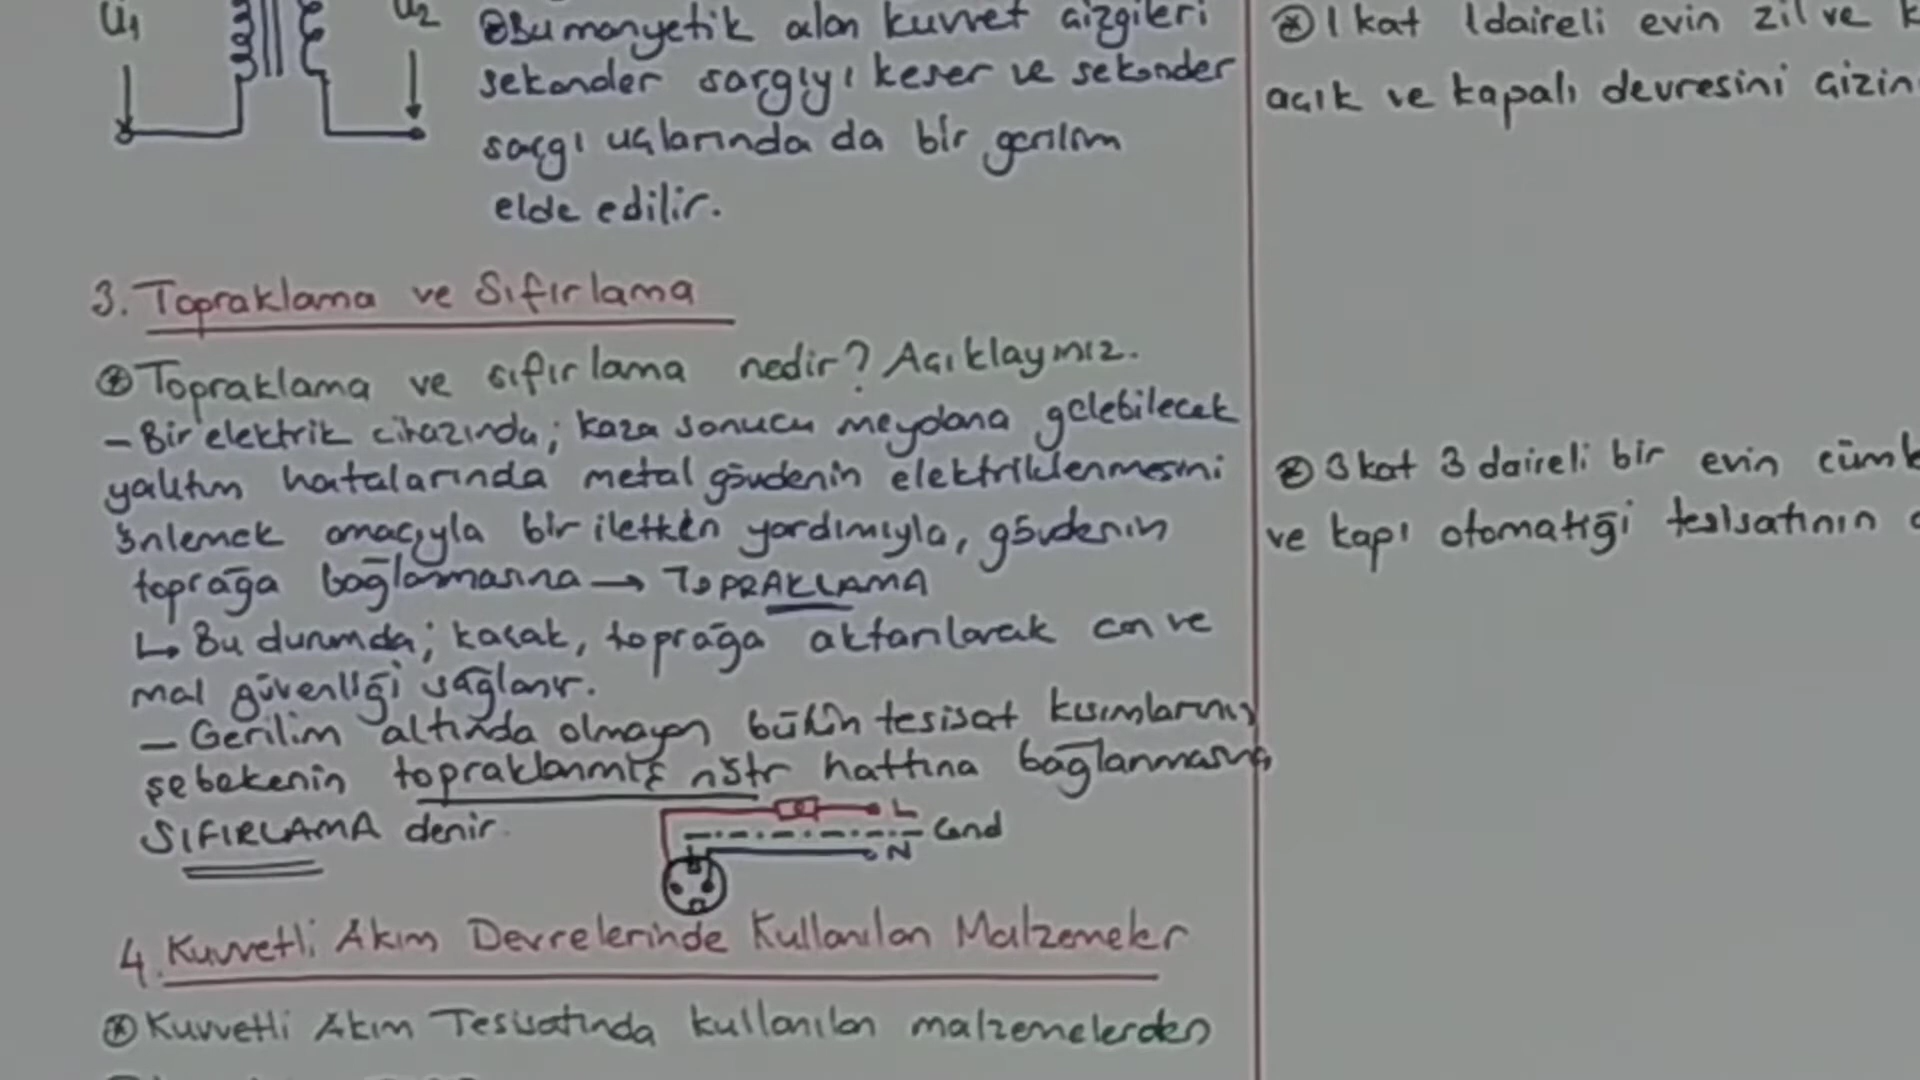 U1
U2
⊛Bu manyetik alan kuvvet çizgileri
sekonder sargıyı keser ve sekonder
sargı uçlarında da bir gerilim
elde edilir.
3. Topraklama ve Sıfırlama
⊛Topraklama ve sıfırlama nedir? Açıklayınız.
- Bir elektrik cihazında; kaza sonucu meydana gelebilecek
yalıtım hatalarında metal gövdenin elektriklenmesini
önlemek amacıyla bir iletken yardımıyla, gövdenin
toprağa bağlanmasına → TOPRAKLAMA
↳ Bu durumda; kaçak, toprağa aktarılarak can ve
mal güvenliği sağlanır.
- Gerilim altında olmayan bütün tesisat kısımlarının
şebekenin topraklanmış nötr hattına bağlanmasına
SIFIRLAMA denir.
L
Gnd
N
4. Kuvvetli Akım Devrelerinde Kullanılan Malzemeler
⊛Kuvvetli Akım Tesisatında kullanılan malzemelerden
⊛1 kat 1daireli evin zil ve k
açık ve kapalı devresini çizin
⊛3 kat 3 daireli bir evin
ve kapı otomatiği tesisatının